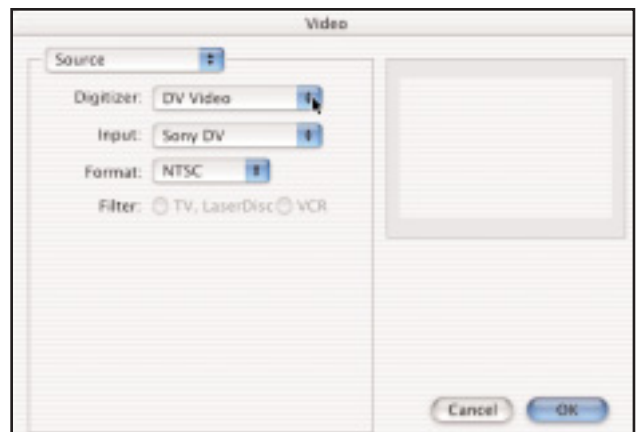 Video
Source
Digitizer: DV Video
Input: Sony DV
Format: NTSC
Filter: TV, LaserDisc VCR
Cancel OK